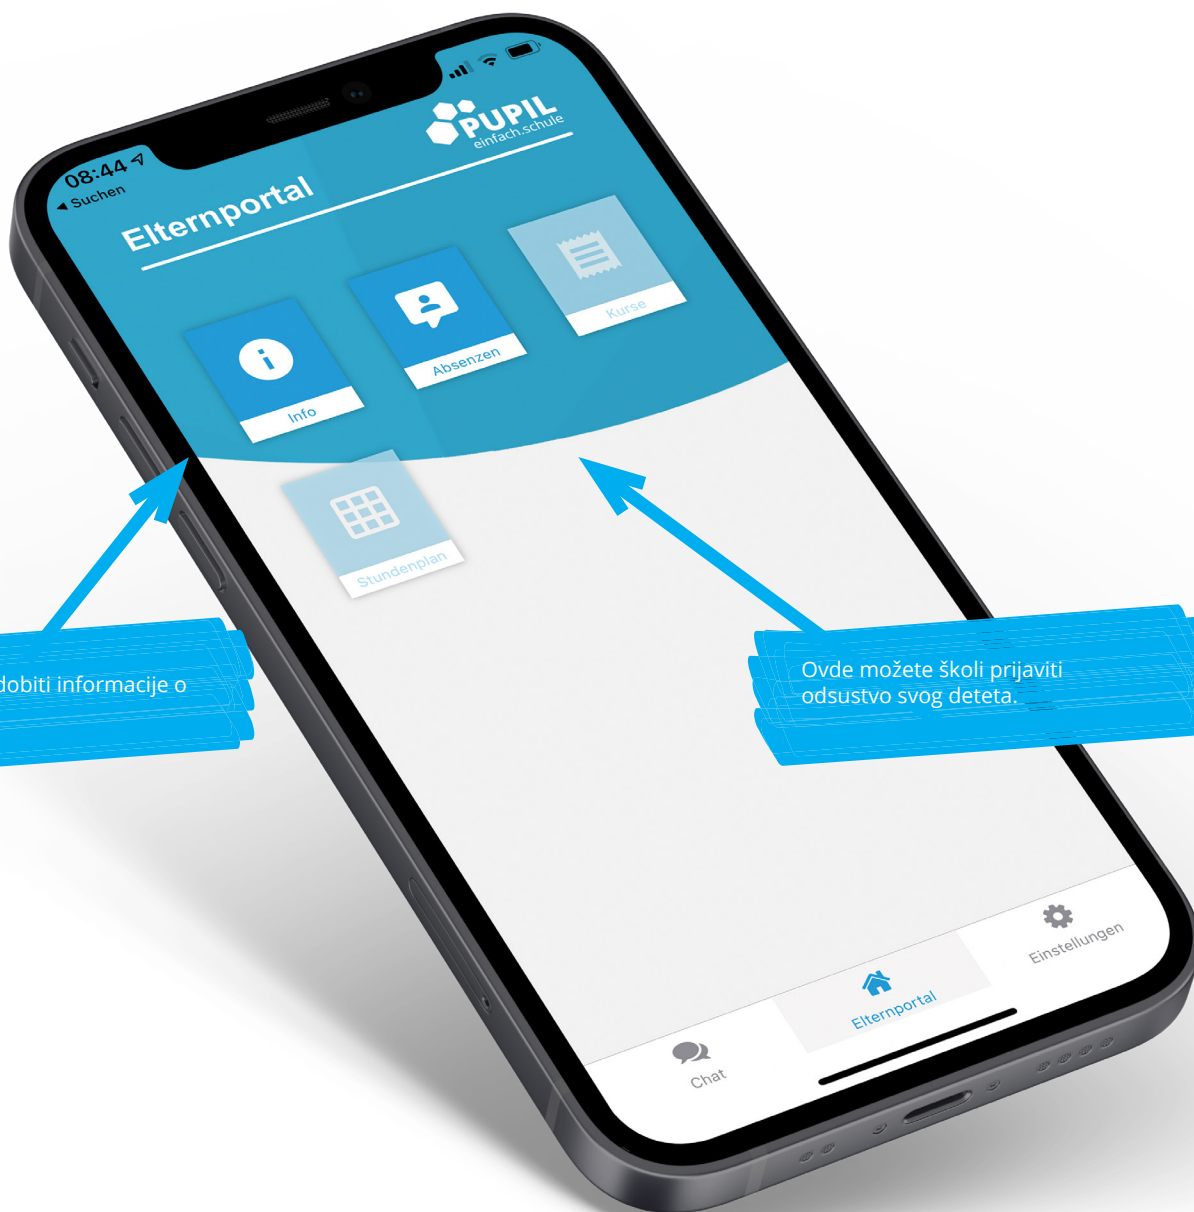 08:44
Suchen
PUPIL
einfach.schule
Elternportal
Info
Absenzen
Kurse
Stundenplan
dobiti informacije o
Ovde možete školi prijaviti
odsustvo svog deteta.
Chat
Elternportal
Einstellungen